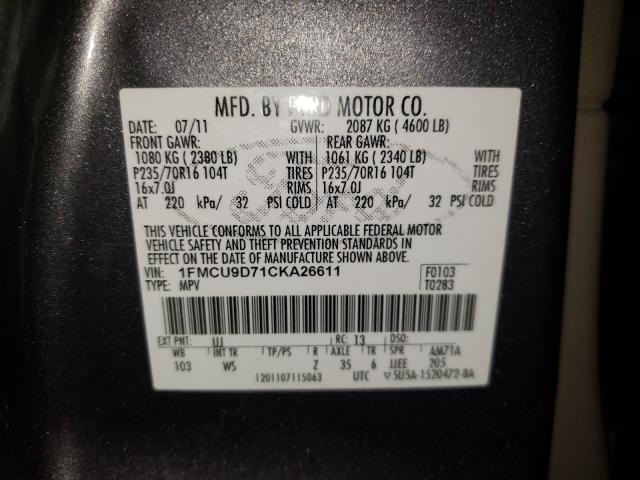 MFD. BY FORD MOTOR CO.
DATE: 07/11 GVWR: 2087 KG ( 4600 LB)
FRONT GAWR: REAR GAWR:
1080 KG ( 2380 LB) WITH 1061 KG ( 2340 LB) WITH
P235/70R16 104T TIRES P235/70R16 104T TIRES
16x7.0J RIMS 16x7.0J RIMS
AT 220 kPa/ 32 PSI COLD AT 220 kPa/ 32 PSI COLD
THIS VEHICLE CONFORMS TO ALL APPLICABLE FEDERAL MOTOR
VEHICLE SAFETY AND THEFT PREVENTION STANDARDS IN
EFFECT ON THE DATE OF MANUFACTURE SHOWN ABOVE.
VIN: 1FMCU9D71CKA26611 F0103
TYPE: MPV T0283
EXT PNT: UJ RC: 13 DSO:
WB INT TR TP/PS R AXLE TR SPR AM71A
103 WS Z 35 6 JJEE 205
1201107115063 UTC 5U5A-1520472-BA